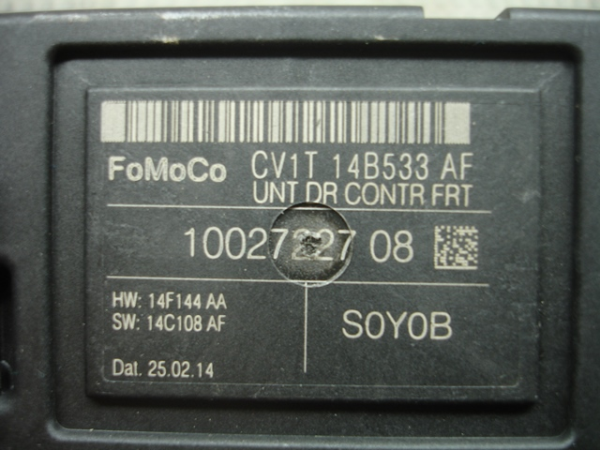 FoMoCo CV1T 14B533 AF
UNT DR CONTR FRT
10027227 08
HW: 14F144 AA
SW: 14C108 AF
S0Y0B
Dat. 25.02.14